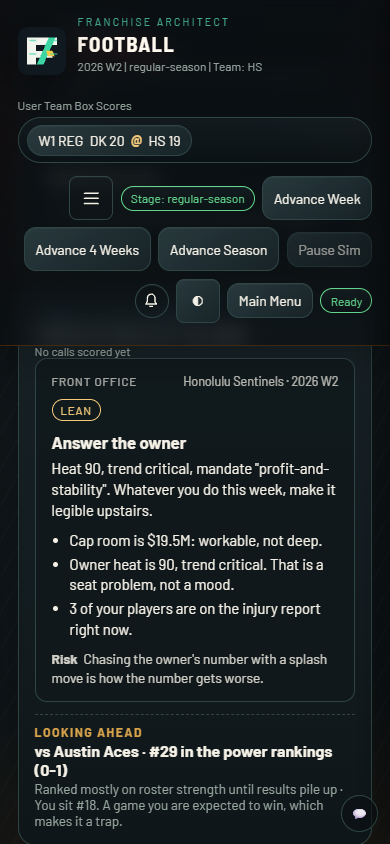 FRANCHISE ARCHITECT
FOOTBALL
2026 W2 | regular-season | Team: HS
User Team Box Scores
W1 REG DK 20 @ HS 19
Stage: regular-season
Advance Week
Advance 4 Weeks
Advance Season
Pause Sim
Main Menu
Ready
No calls scored yet
FRONT OFFICE
Honolulu Sentinels · 2026 W2
LEAN
Answer the owner
Heat 90, trend critical, mandate "profit-and-
stability". Whatever you do this week, make it
legible upstairs.
• Cap room is $19.5M: workable, not deep.
• Owner heat is 90, trend critical. That is a
seat problem, not a mood.
• 3 of your players are on the injury report
right now.
Risk Chasing the owner's number with a splash
move is how the number gets worse.
LOOKING AHEAD
vs Austin Aces · #29 in the power rankings
(0-1)
Ranked mostly on roster strength until results pile up ·
You sit #18. A game you are expected to win, which
makes it a trap.